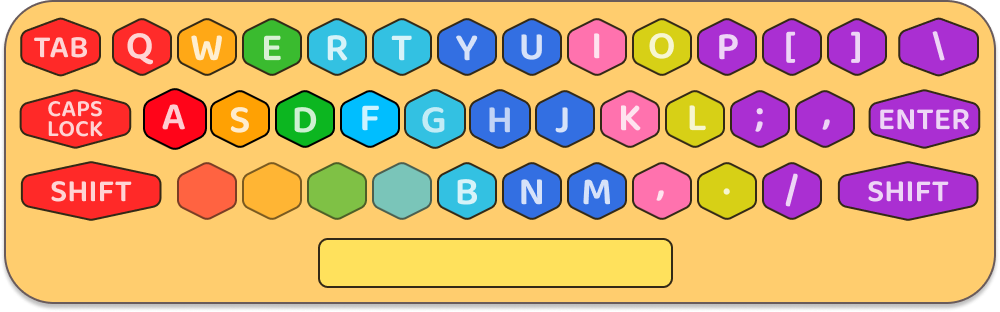 TAB Q W E R T Y U I O P [ ] \
CAPS LOCK A S D F G H J K L ; ,
SHIFT B N M , . / SHIFT
ENTER